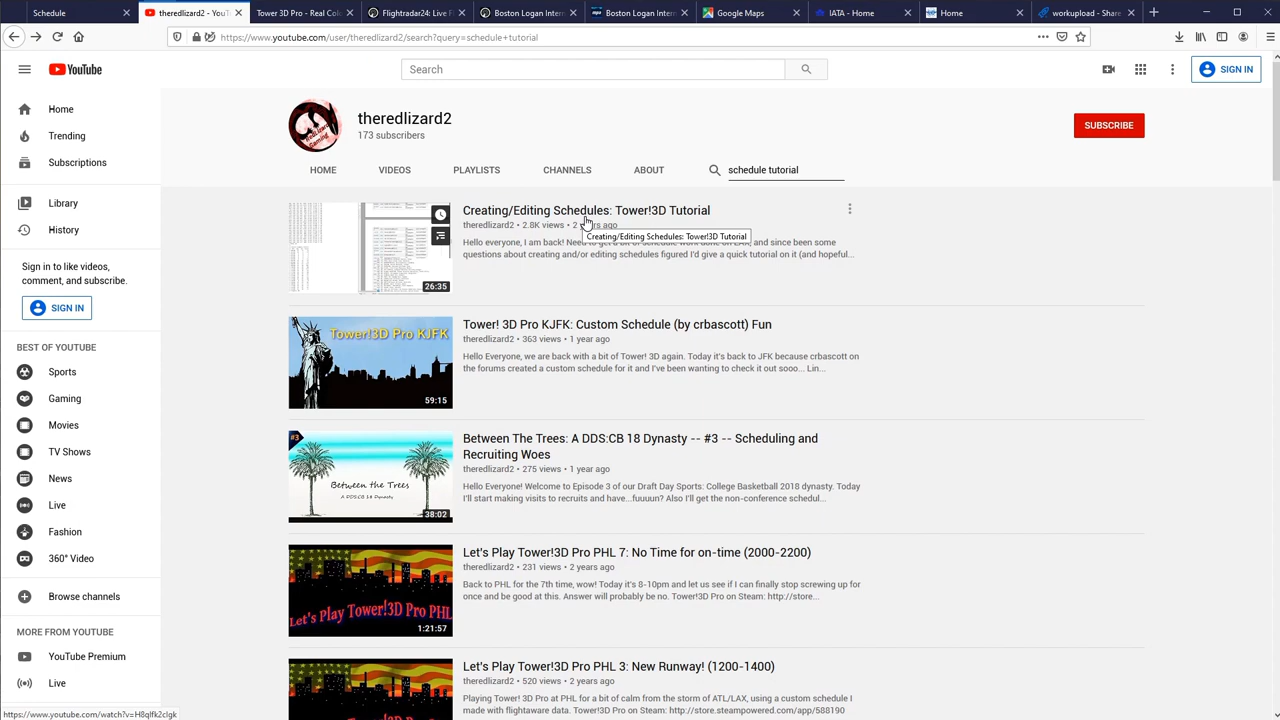 Schedule
theredlizard2 - YouT
Tower 3D Pro - Real Col
Flightradar24: Live F
Boston Logan Intern
Boston Logan Intern
Google Maps
IATA - Home
Home
workupload - Share
https://www.youtube.com/user/theredlizard2/search?query=schedule+tutorial
YouTube
Search
SIGN IN
Home
Trending
Subscriptions
Library
History
Sign in to like videos,
comment, and subscribe.
SIGN IN
BEST OF YOUTUBE
Sports
Gaming
Movies
TV Shows
News
Live
Fashion
360° Video
Browse channels
MORE FROM YOUTUBE
YouTube Premium
Live
https://www.youtube.com/watch?v=H8qlfk2cIgk
theredlizard2
173 subscribers
SUBSCRIBE
HOME
VIDEOS
PLAYLISTS
CHANNELS
ABOUT
schedule tutorial
26:35
Creating/Editing Schedules: Tower!3D Tutorial
theredlizard2 • 2.8K views • 2 years ago
Creating/Editing Schedules: Tower!3D Tutorial
Hello everyone, I am back! Need and since been some
questions about creating and/or editing schedules figured I'd give a quick tutorial on it (and hopeful...
Tower!3D Pro KJFK
59:15
Tower! 3D Pro KJFK: Custom Schedule (by crbascott) Fun
theredlizard2 • 363 views • 1 year ago
Hello Everyone, we are back with a bit of Tower! 3D again. Today it's back to JFK because crbascott
on the forums created a custom schedule for it and I've been wanting to check it out sooo... Lin...
#3
Between the Trees
A DDS:CB 18 Dynasty
38:02
Between The Trees: A DDS:CB 18 Dynasty -- #3 -- Scheduling and
Recruiting Woes
theredlizard2 • 275 views • 1 year ago
Hello Everyone! Welcome to Episode 3 of our Draft Day Sports: College Basketball 2018 dynasty. Today
I'll start making visits to recruits and have...fuuuun? Also I'll get the non-conference schedul...
Let's Play Tower!3D Pro PHL
1:21:57
Let's Play Tower!3D Pro PHL 7: No Time for on-time (2000-2200)
theredlizard2 • 231 views • 2 years ago
Back to PHL for the 7th time, wow! Today it's 8-10pm and let us see if I can finally stop screwing up for
once and be good at this. Answer will probably be no. Tower!3D Pro on Steam: http://store...
Let's Play Tower!3D Pro PHL 3: New Runway! (1200-1400)
theredlizard2 • 520 views • 2 years ago
Playing Tower! 3D Pro at PHL for a bit of calm from the storm of ATL/LAX, using a custom schedule I
made with flightaware data. Tower!3D Pro on Steam: http://store.steampowered.com/app/588190